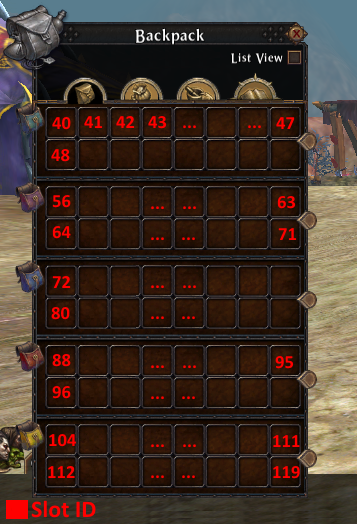 Backpack
List View
40 41 42 43 ... ... 47
48
56 ... ... 63
64 ... ... 71
72 ... ...
80 ... ...
88 ... ... 95
96 ... ...
104 ... ... 111
112 ... ... 119
Slot ID